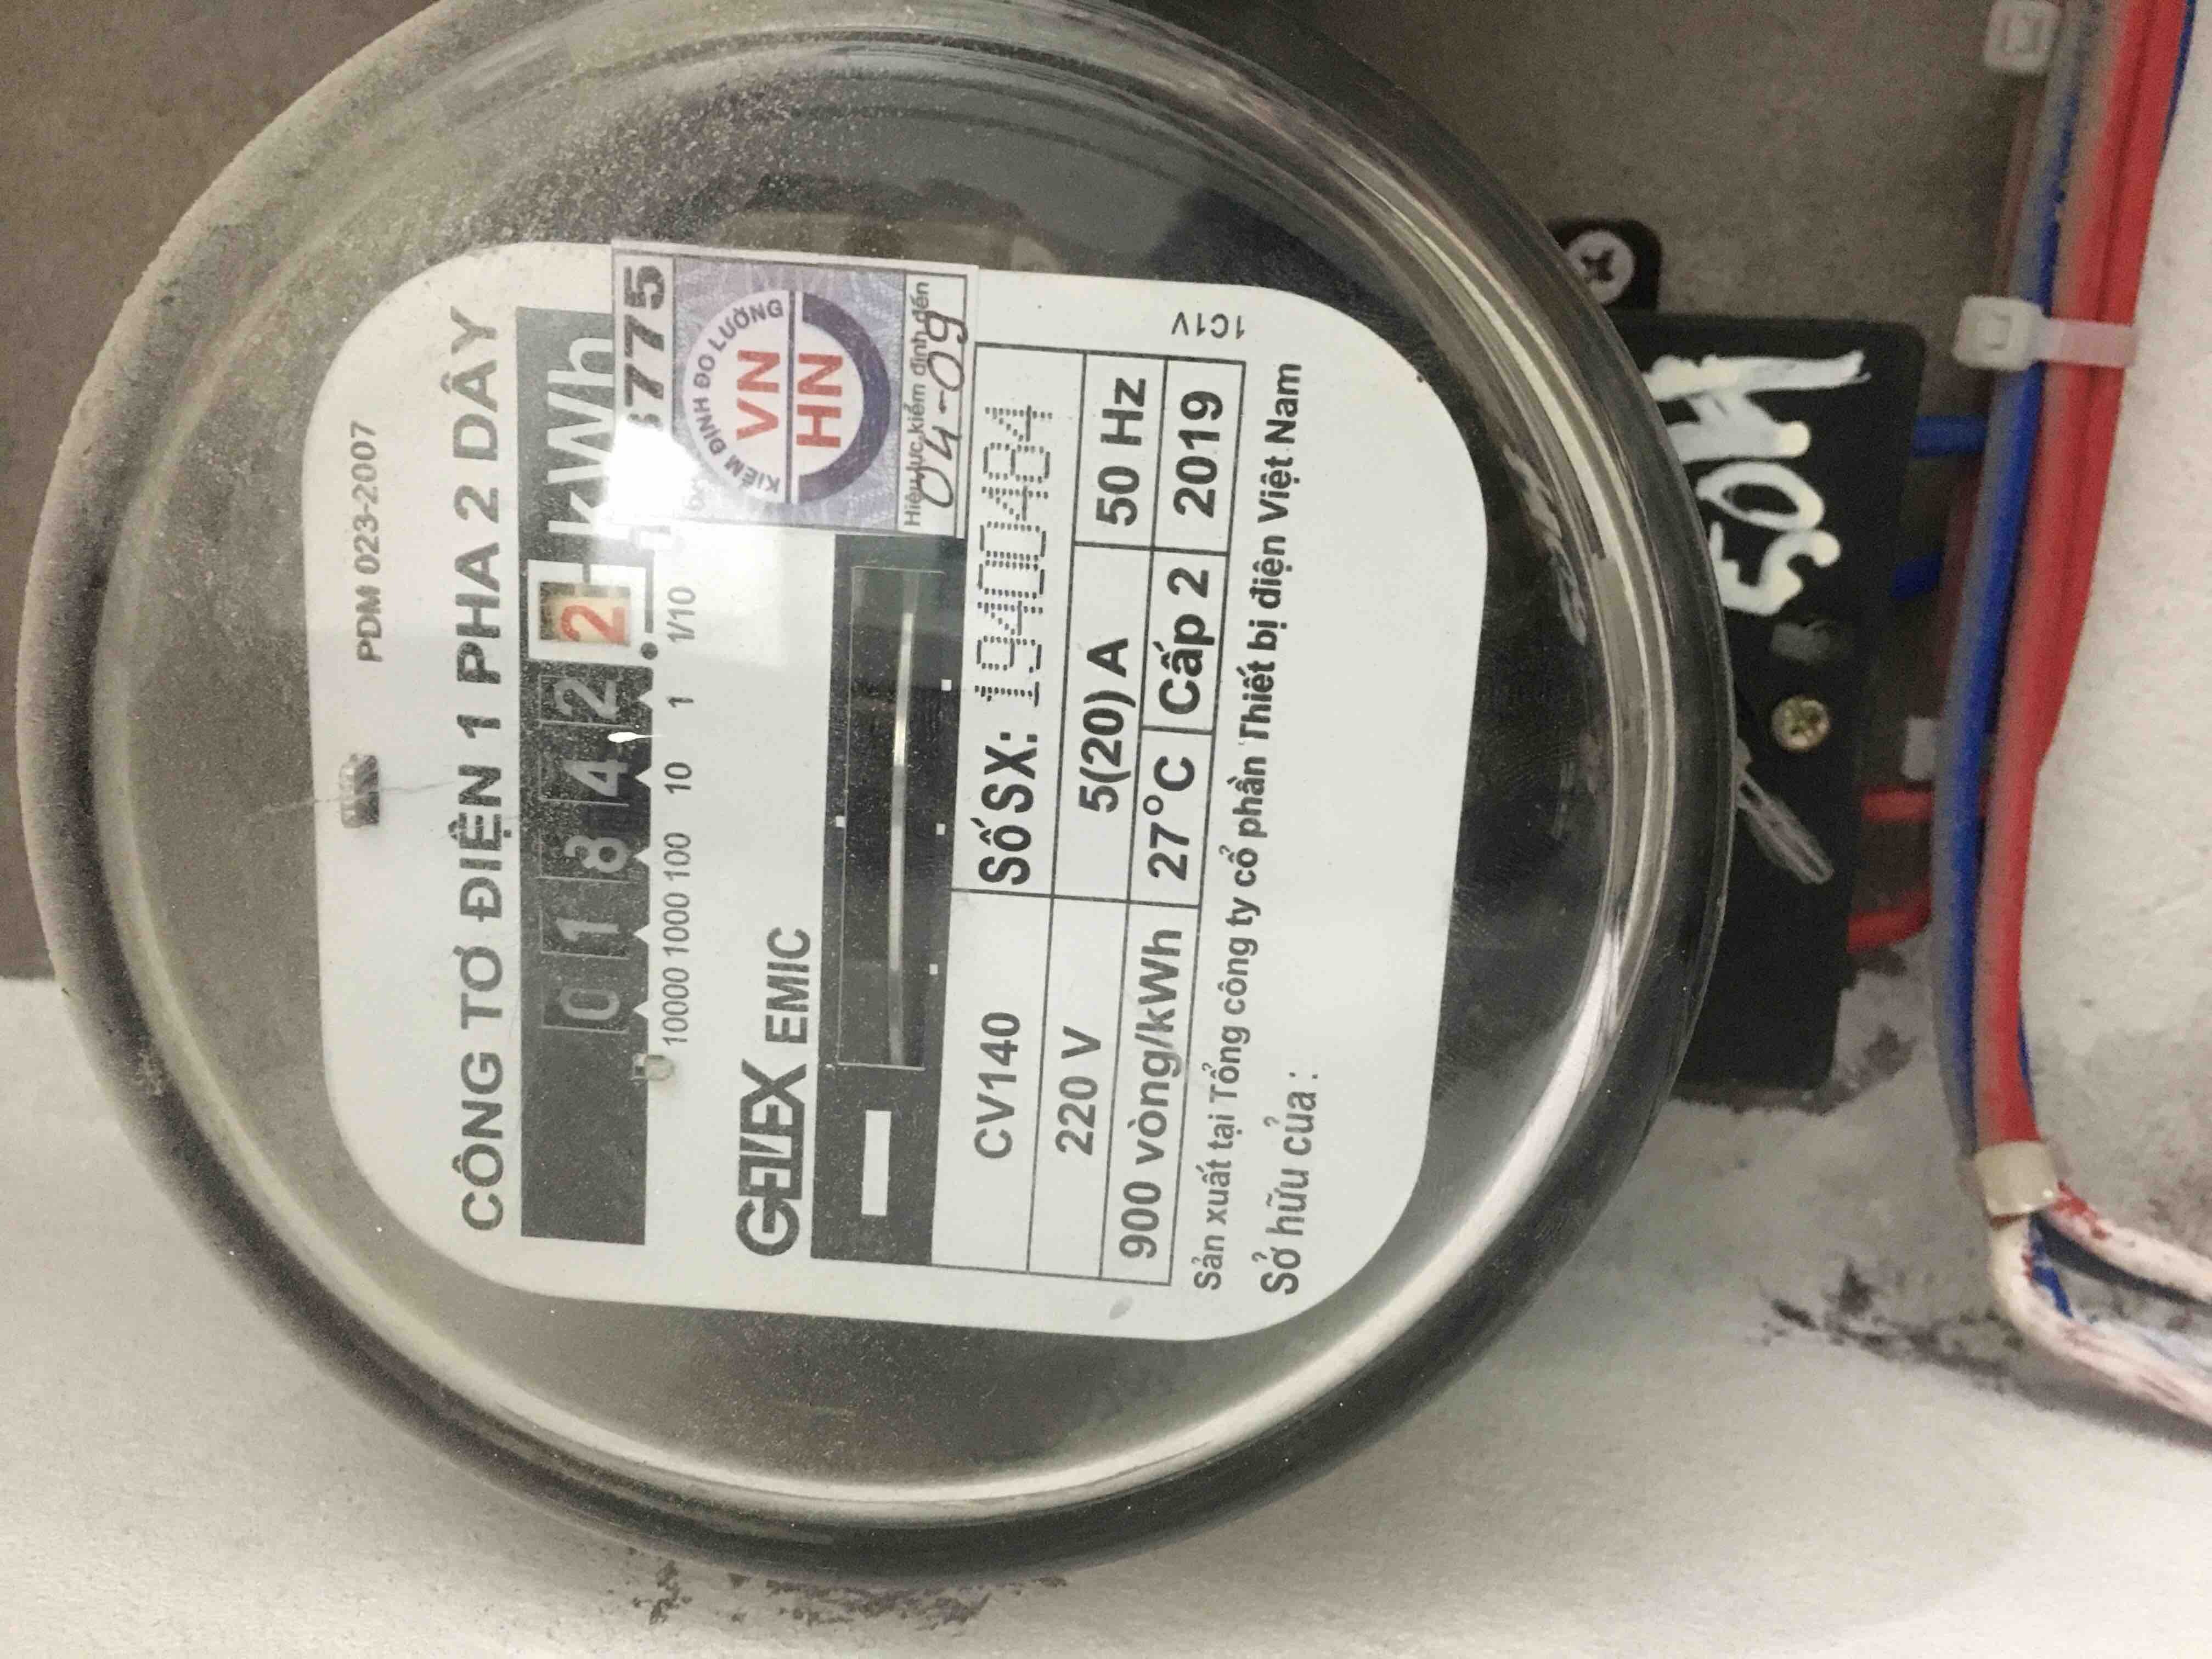 PDM 023-2007
CÔNG TƠ ĐIỆN 1 PHA 2 DÂY
0 1 8 4 2 2 kWh
10000 1000 100 10 1 1/10
3775
KIỂM ĐỊNH ĐO LƯỜNG
VN
HN
Hiệu lực kiểm định đến
04-09
GELEX EMIC
CV140
Số SX: 19400484
220 V
5(20) A
50 Hz
900 vòng/kWh
27°C
Cấp 2
2019
1C1V
Sản xuất tại Tổng công ty cổ phần Thiết bị điện Việt Nam
Sở hữu của: